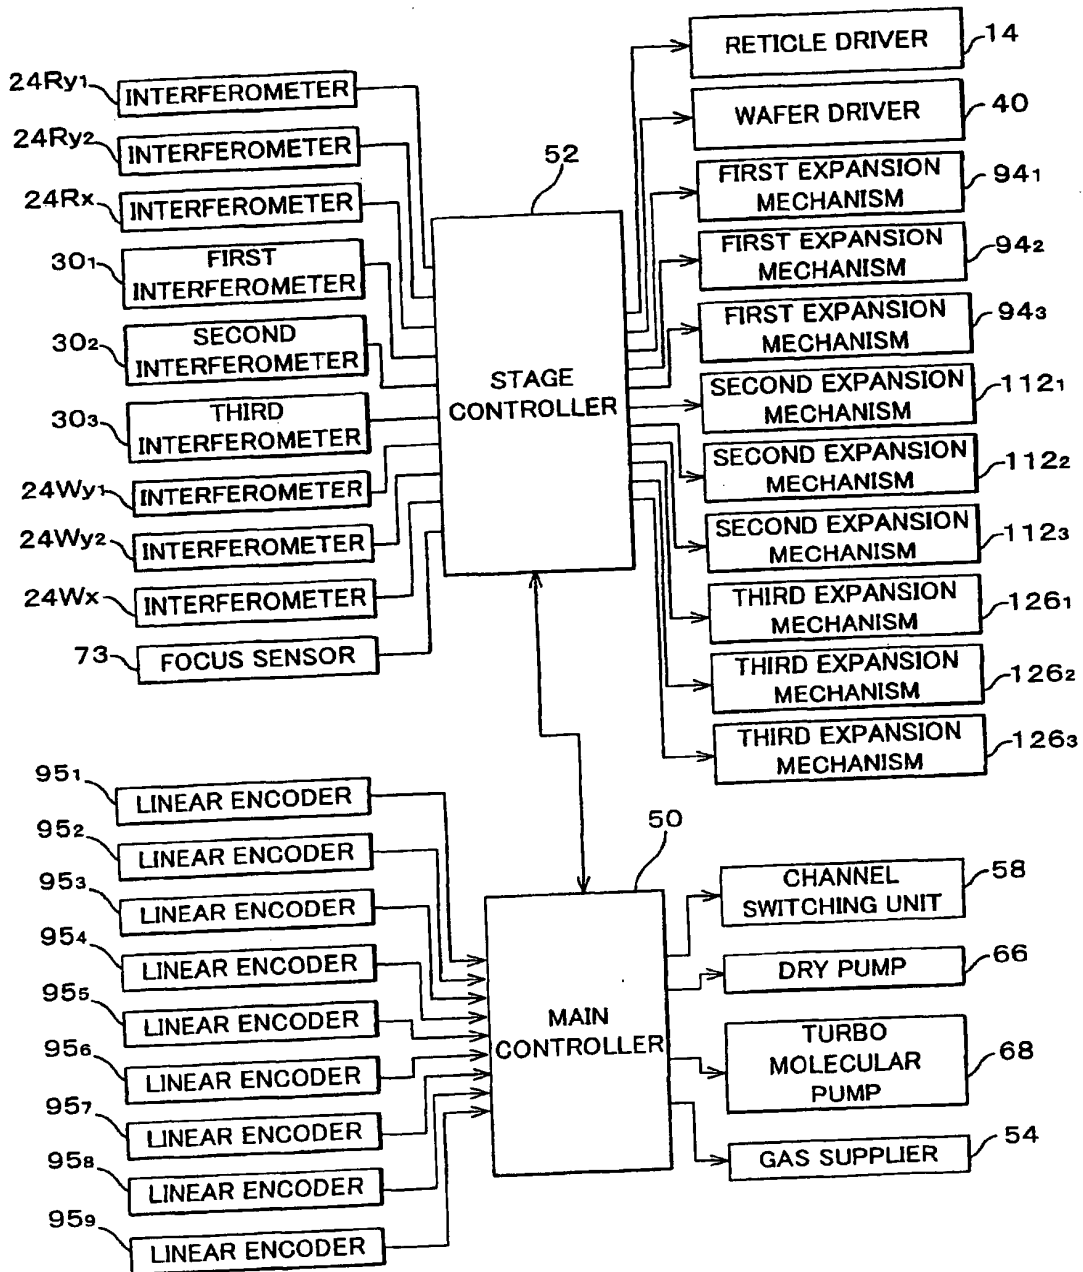 24Ry1
INTERFEROMETER
24Ry2
INTERFEROMETER
24Rx
INTERFEROMETER
301
FIRST
INTERFEROMETER
302
SECOND
INTERFEROMETER
303
THIRD
INTERFEROMETER
24Wy1
INTERFEROMETER
24Wy2
INTERFEROMETER
24Wx
INTERFEROMETER
73
FOCUS SENSOR
52
STAGE
CONTROLLER
RETICLE DRIVER
14
WAFER DRIVER
40
FIRST EXPANSION
MECHANISM
941
FIRST EXPANSION
MECHANISM
942
FIRST EXPANSION
MECHANISM
943
SECOND EXPANSION
MECHANISM
1121
SECOND EXPANSION
MECHANISM
1122
SECOND EXPANSION
MECHANISM
1123
THIRD EXPANSION
MECHANISM
1261
THIRD EXPANSION
MECHANISM
1262
THIRD EXPANSION
MECHANISM
1263
951
LINEAR ENCODER
952
LINEAR ENCODER
953
LINEAR ENCODER
954
LINEAR ENCODER
955
LINEAR ENCODER
956
LINEAR ENCODER
957
LINEAR ENCODER
958
LINEAR ENCODER
959
LINEAR ENCODER
50
MAIN
CONTROLLER
CHANNEL
SWITCHING UNIT
58
DRY PUMP
66
TURBO
MOLECULAR
PUMP
68
GAS SUPPLIER
54